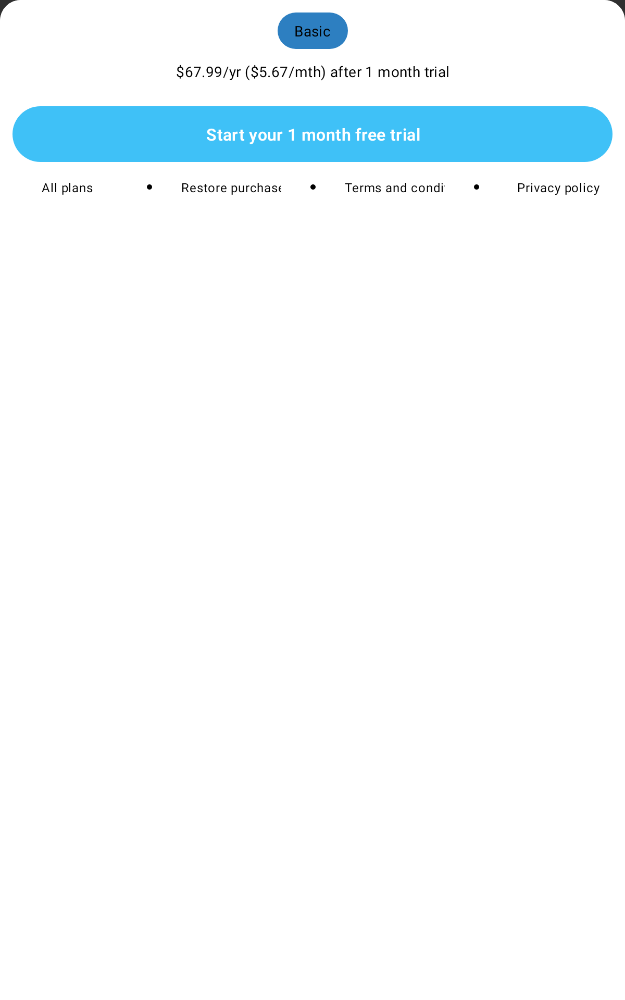 Basic
$67.99/yr ($5.67/mth) after 1 month trial
Start your 1 month free trial
All plans • Restore purchase • Terms and condi • Privacy policy